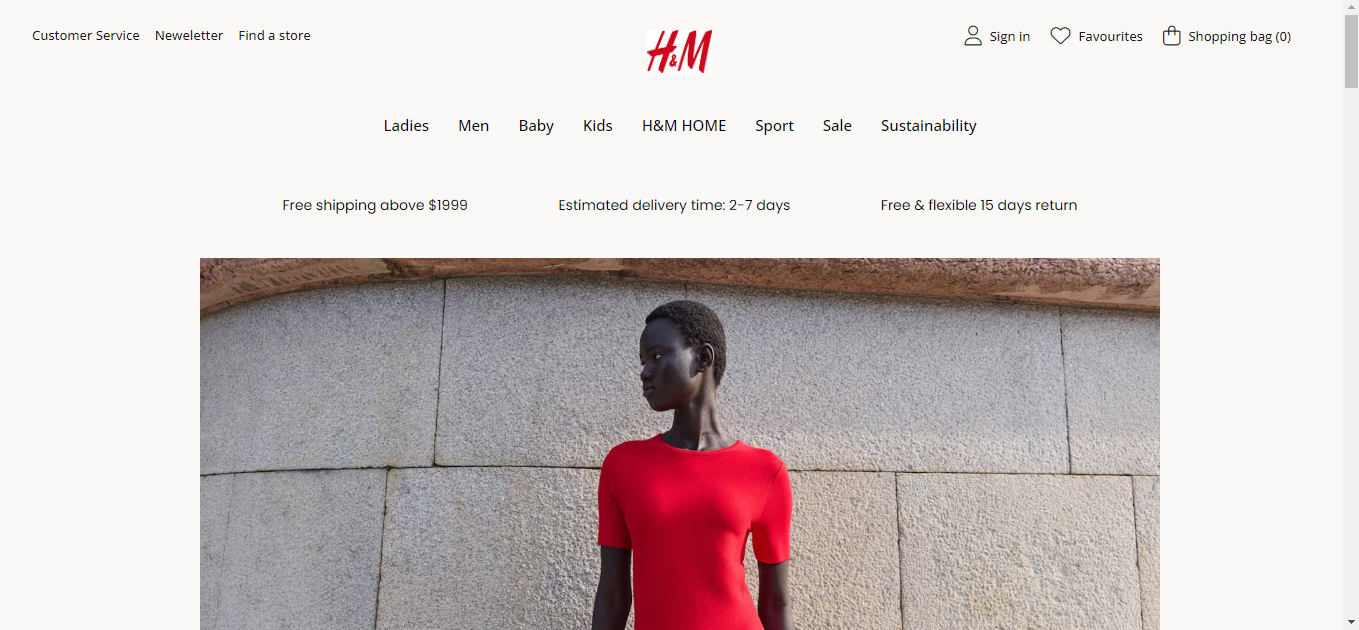 Customer Service Neweletter Find a store
H&M
Sign in Favourites Shopping bag (0)
Ladies Men Baby Kids H&M HOME Sport Sale Sustainability
Free shipping above $1999 Estimated delivery time: 2-7 days Free & flexible 15 days return